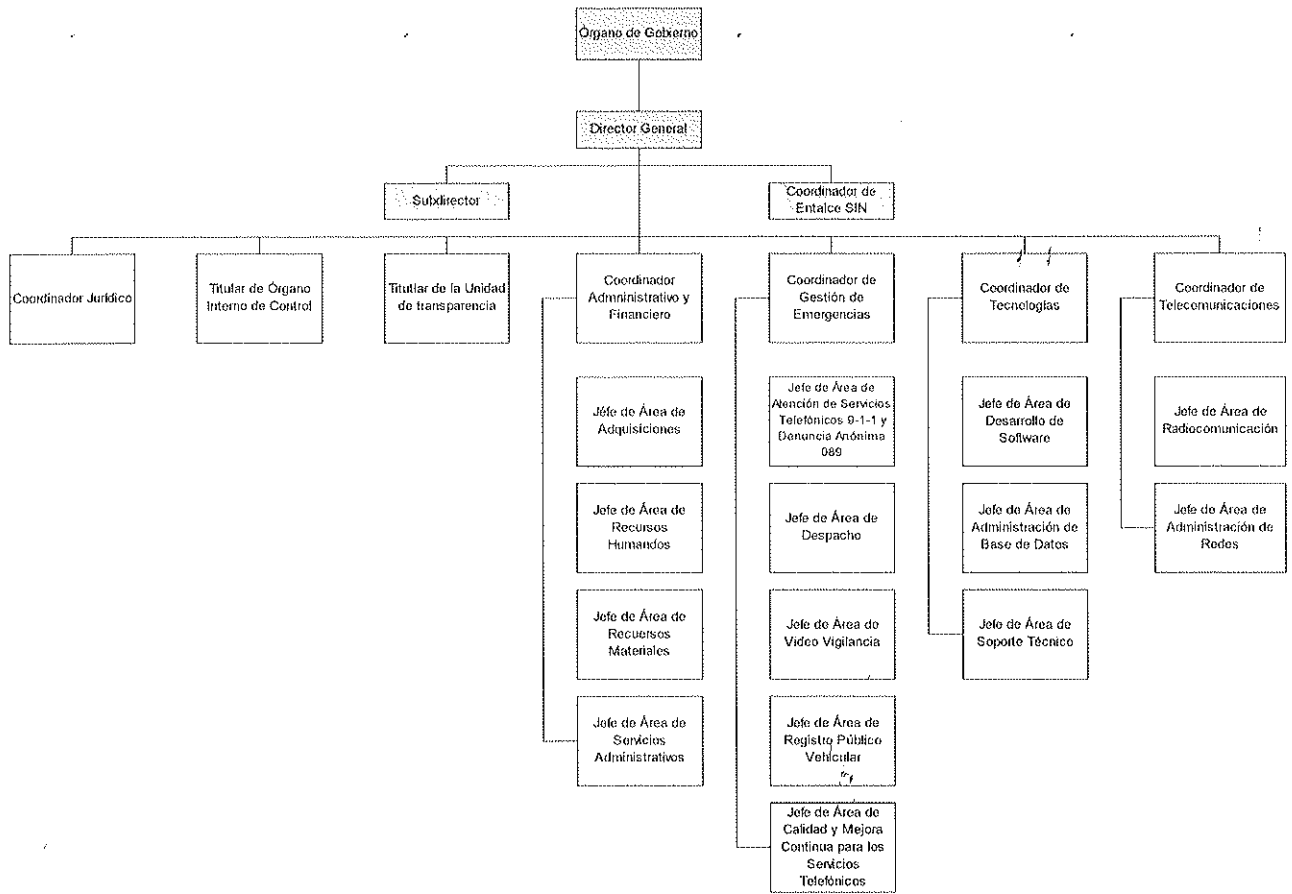 Órgano de Gobierno
Director General
Subdirector
Coordinador de
Entalce SIN
Coordinador Jurídico
Titular de Órgano
Interno de Control
Titutlar de la Unidad
de transparencia
Coordinador
Admninistrativo y
Financiero
Coordinador de
Gestión de
Emergencias
Coordinador de
Tecnologías
Coordinador de
Telecomunicaciones
Jefe de Área de
Adquisiciones
Jefe de Área de
Atención de Servicios
Telefónicos 9-1-1 y
Denuncia Anónima
089
Jefe de Área de
Desarrollo de
Software
Jefe de Área de
Radiocomunicación
Jefe de Área de
Recursos
Humandos
Jefe de Área de
Despacho
Jefe de Área de
Administración de
Base de Datos
Jefe de Área de
Administración de
Redes
Jefe de Área de
Recuersos
Materiales
Jefe de Área de
Video Vigilancia
Jefe de Área de
Soporte Técnico
Jefe de Área de
Servicios
Administrativos
Jefe de Área de
Registro Público
Vehicular
Jefe de Área de
Calidad y Mejora
Continua para los
Servicios
Telefónicos